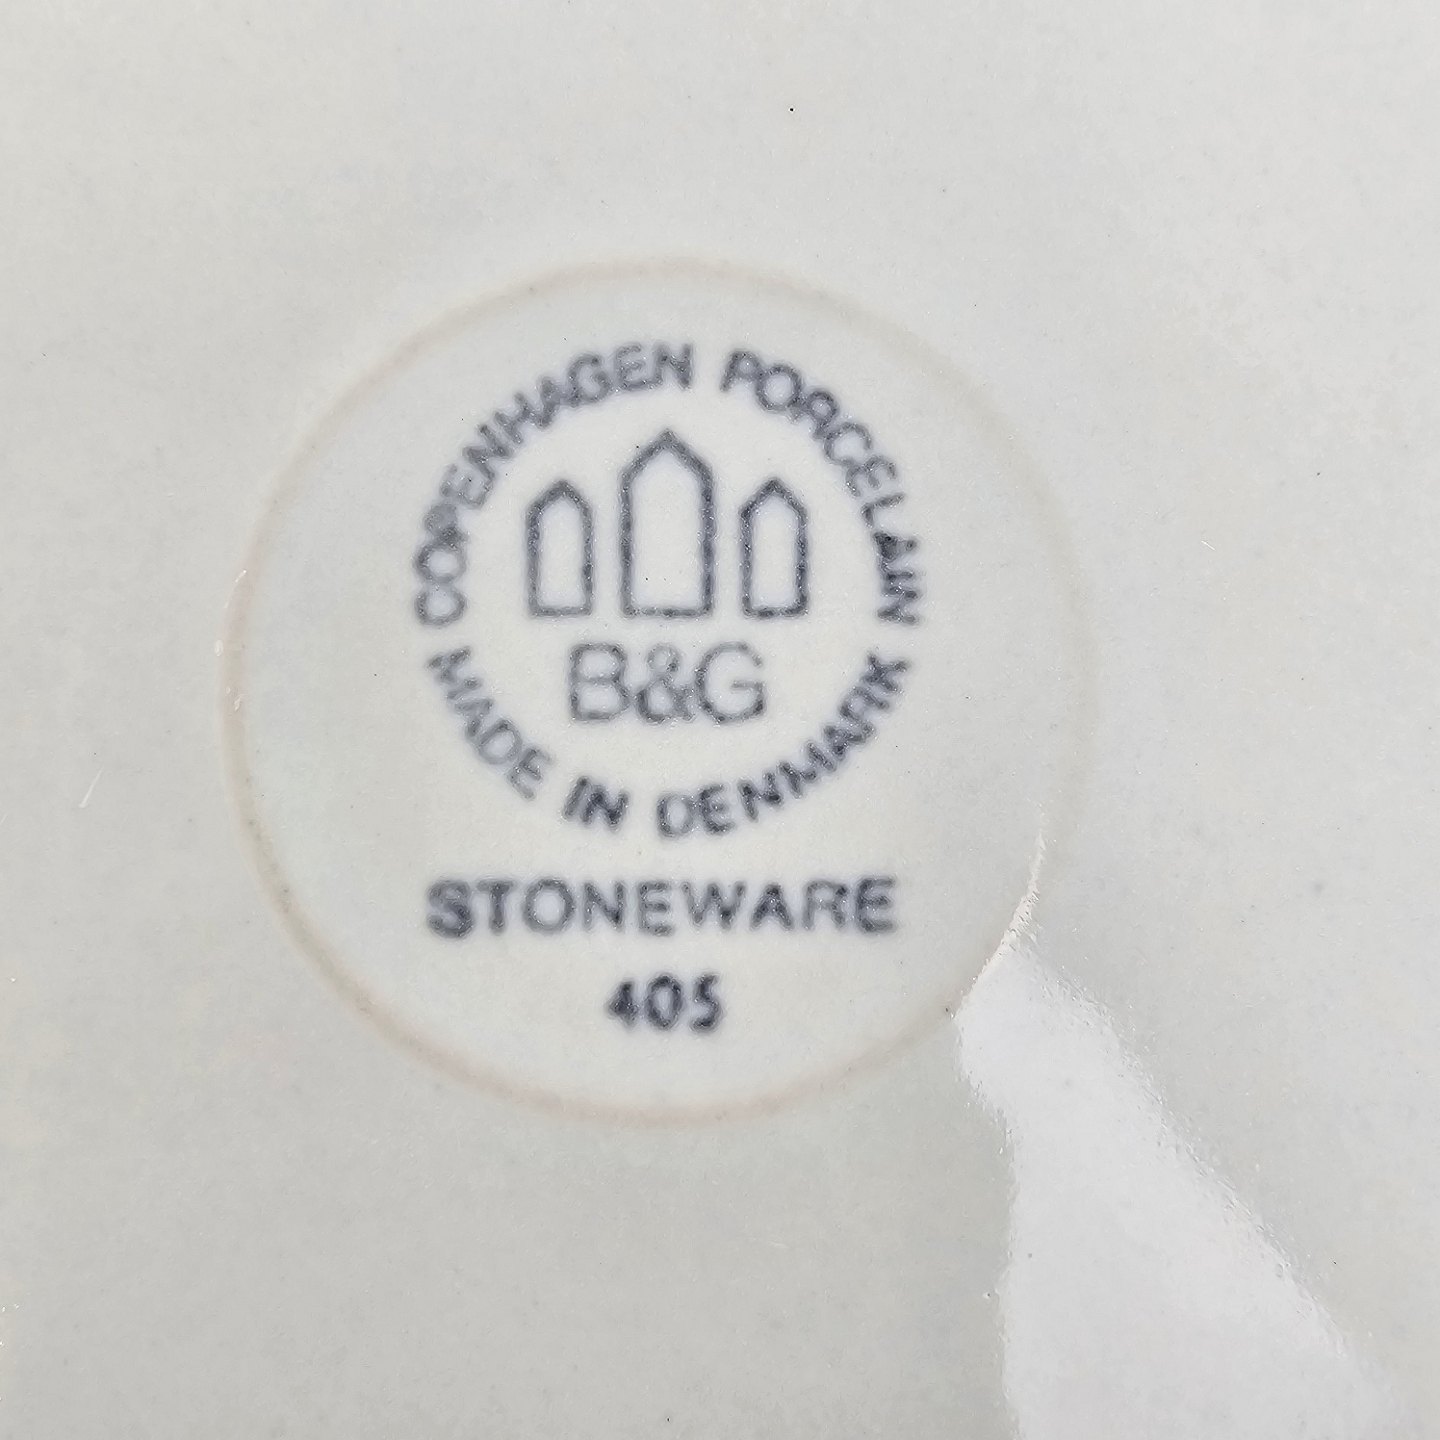 COPENHAGEN PORCELAIN
B&G
MADE IN DENMARK
STONEWARE
405